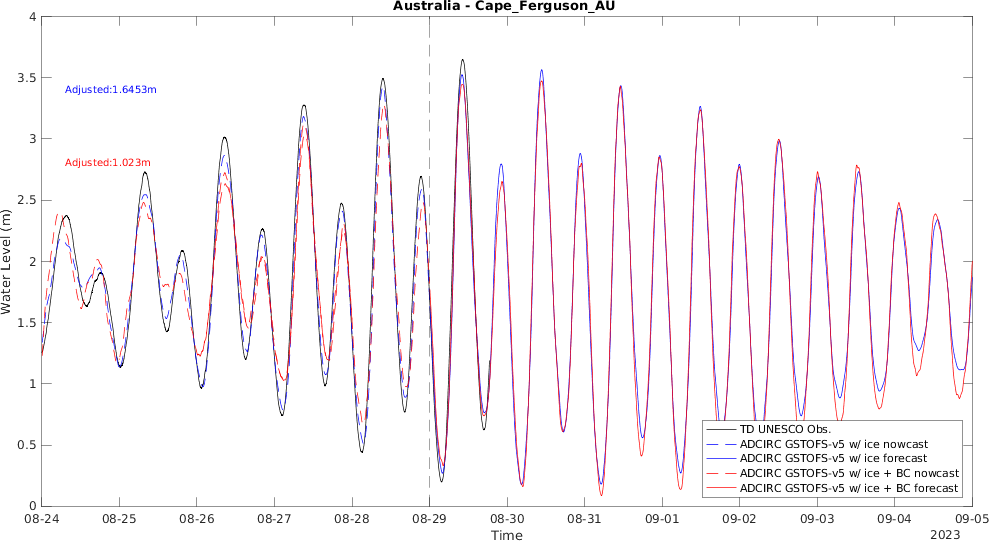 Australia - Cape_Ferguson_AU
4
3.5
3
2.5
2
1.5
1
0.5
0
Water Level (m)
Adjusted:1.6453m
Adjusted:1.023m
TD UNESCO Obs.
ADCIRC GSTOFS-v5 w/ ice nowcast
ADCIRC GSTOFS-v5 w/ ice forecast
ADCIRC GSTOFS-v5 w/ ice + BC nowcast
ADCIRC GSTOFS-v5 w/ ice + BC forecast
08-24 08-25 08-26 08-27 08-28 08-29 08-30 08-31 09-01 09-02 09-03 09-04 09-05
Time
2023